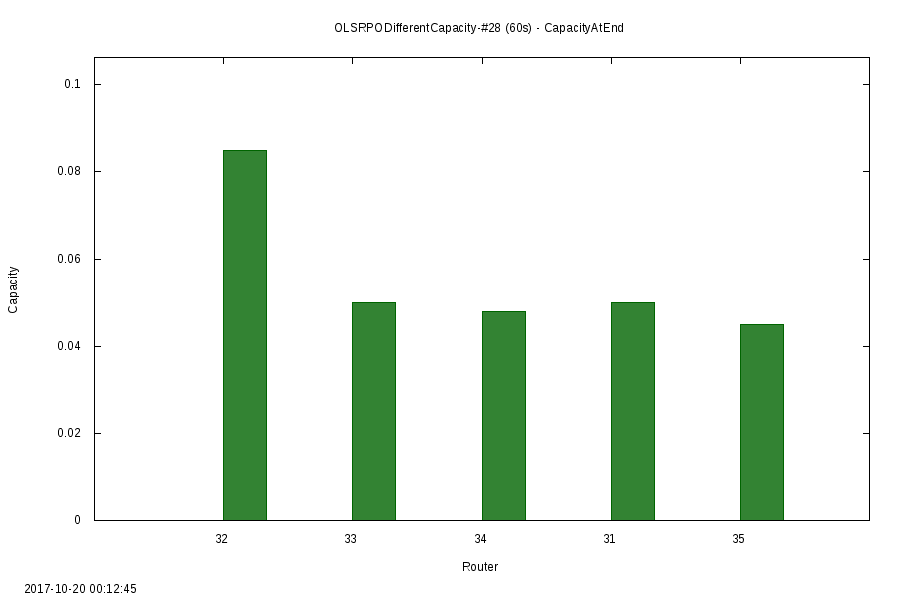 OLSRPODifferentCapacity-#28 (60s) - CapacityAtEnd
0.1
0.08
0.06
0.04
0.02
0
Capacity
32 33 34 31 35
Router
2017-10-20 00:12:45